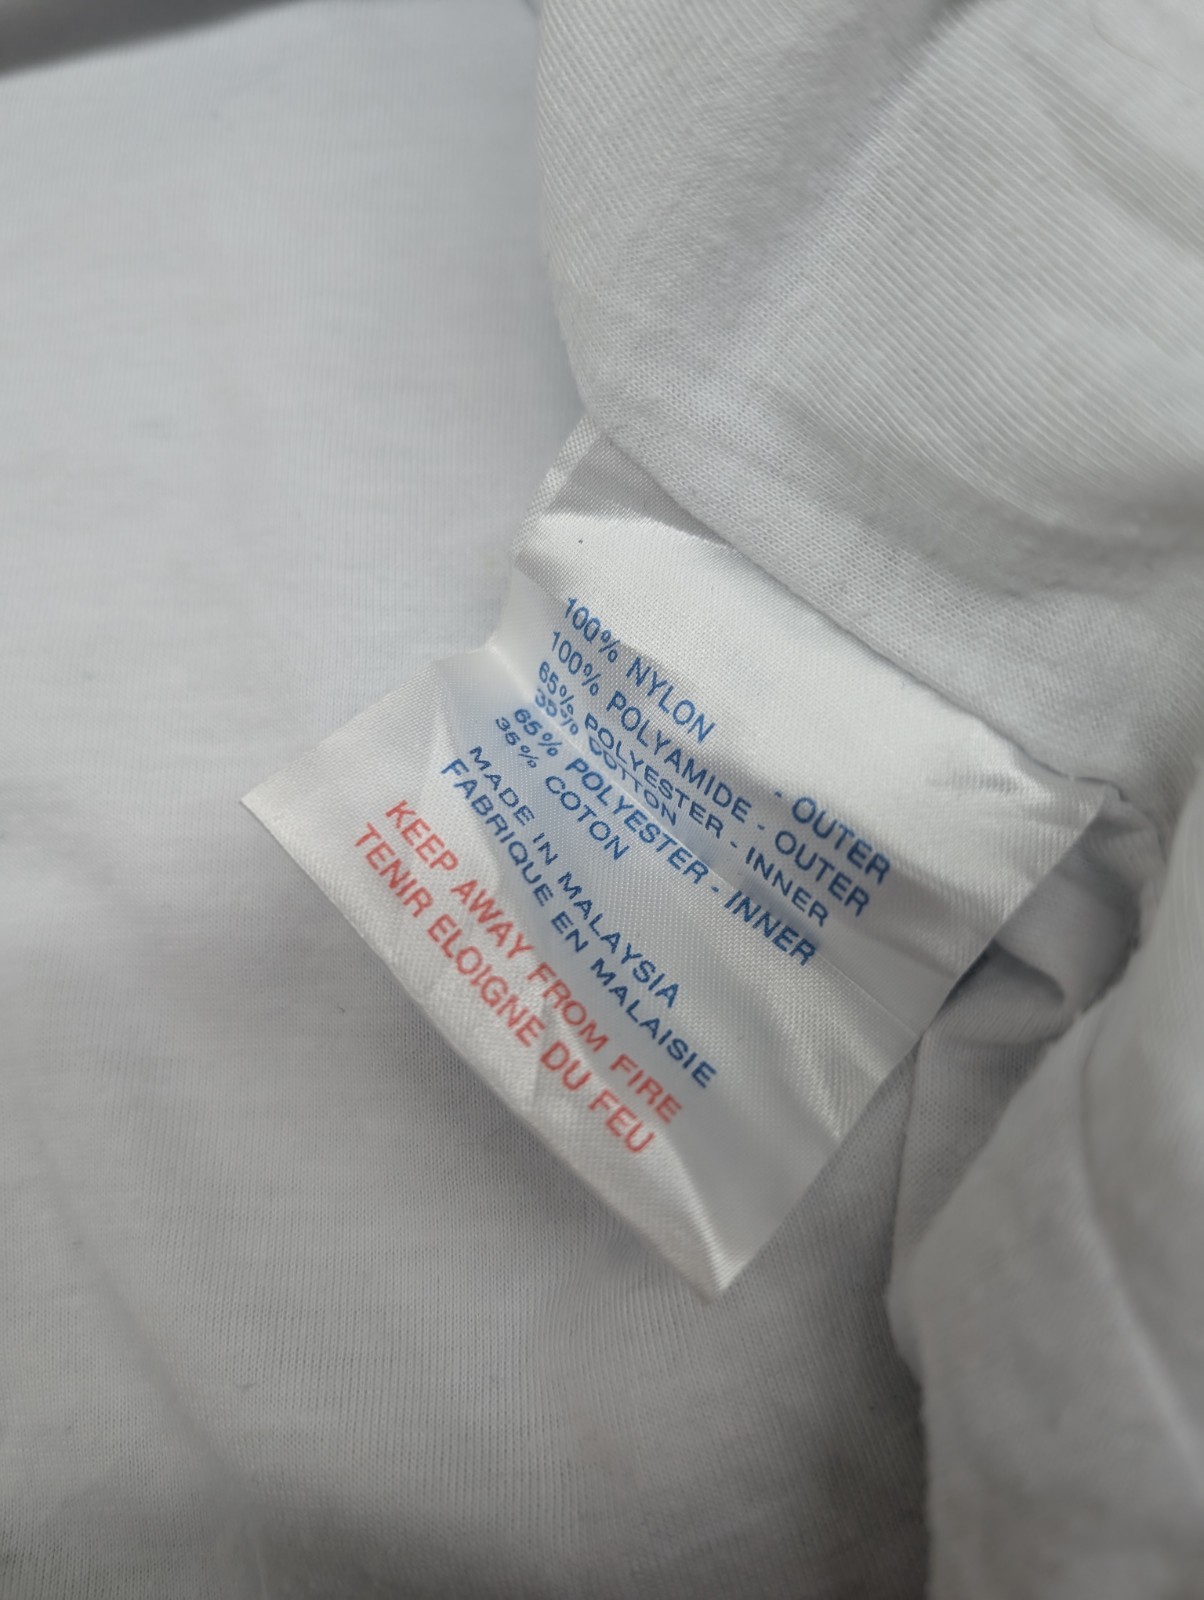 100% NYLON - OUTER
100% POLYAMIDE - OUTER
65% POLYESTER - INNER
35% COTTON
65% POLYESTER - INNER
35% COTON
MADE IN MALAYSIA
FABRIQUE EN MALAISIE
KEEP AWAY FROM FIRE
TENIR ELOIGNE DU FEU